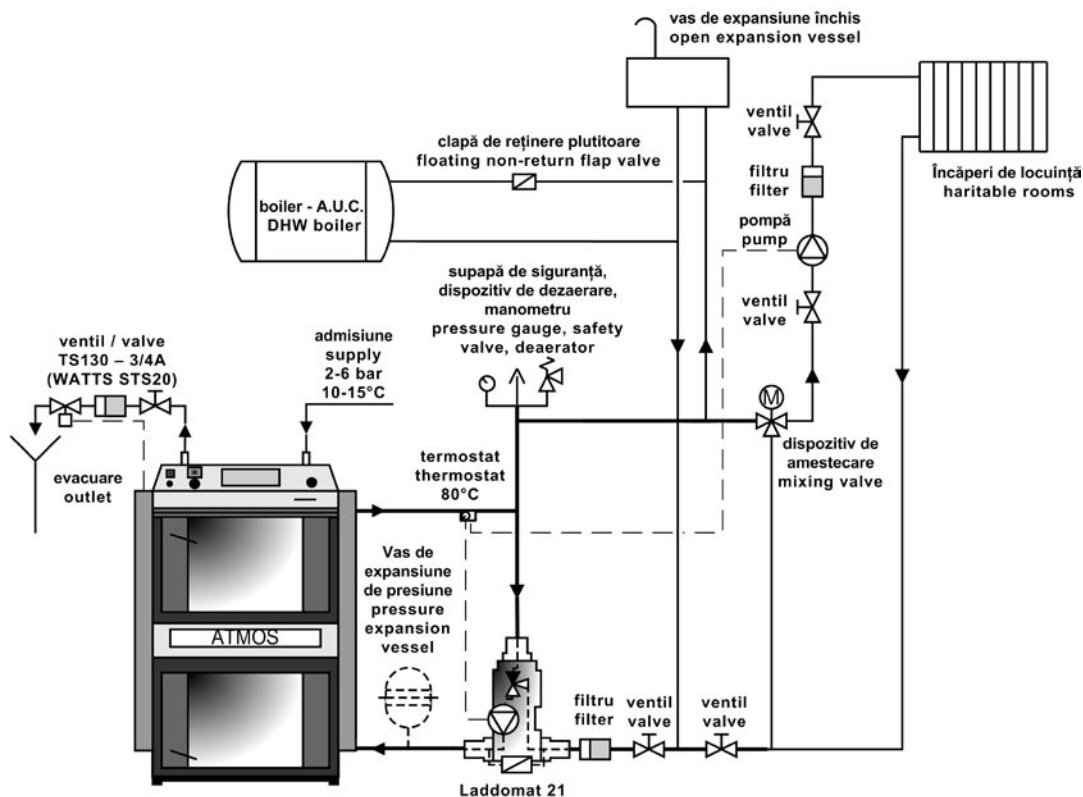 vas de expansiune închis
open expansion vessel
ventil
valve
clapă de reținere plutitoare
floating non-return flap valve
filtru
filter
Încăperi de locuință
haritable rooms
boiler - A.U.C.
DHW boiler
pompă
pump
supapă de siguranță,
dispozitiv de dezaerare,
manometru
pressure gauge, safety
valve, deaerator
ventil
valve
ventil / valve
TS130 – 3/4A
(WATTS STS20)
admisiune
supply
2-6 bar
10-15°C
M
dispozitiv de
amestecare
mixing valve
termostat
thermostat
80°C
evacuare
outlet
Vas de
expansiune
de presiune
pressure
expansion
vessel
ATMOS
filtru
filter
ventil
valve
ventil
valve
Laddomat 21